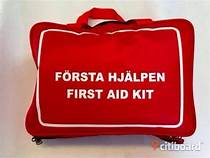 FÖRSTA HJÄLPEN
FIRST AID KIT
citiboard